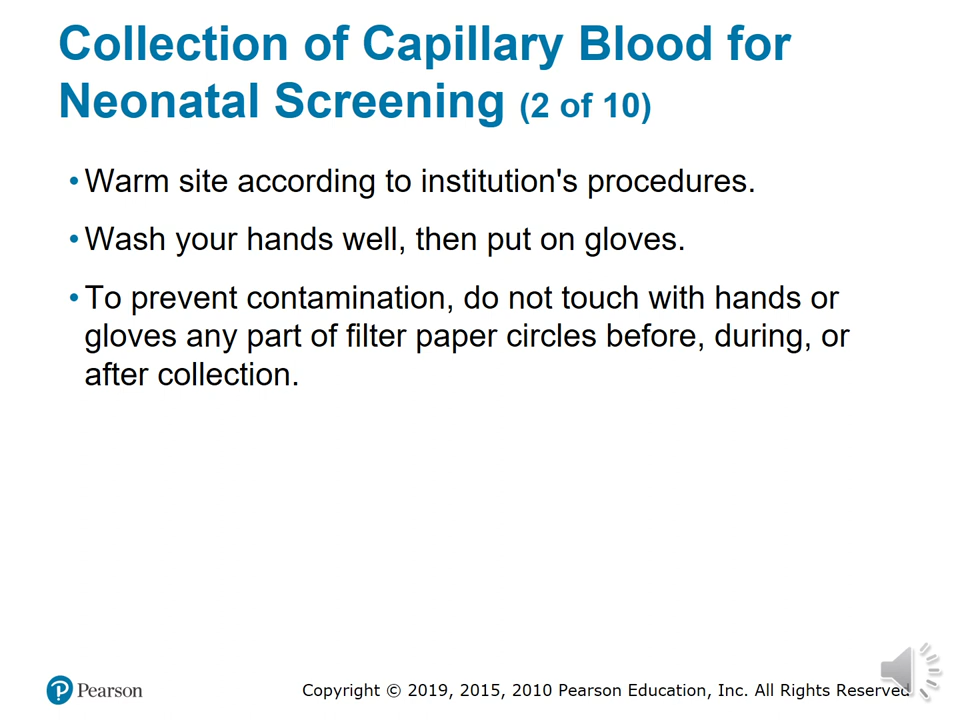 Collection of Capillary Blood for
Neonatal Screening (2 of 10)
• Warm site according to institution's procedures.
• Wash your hands well, then put on gloves.
• To prevent contamination, do not touch with hands or
gloves any part of filter paper circles before, during, or
after collection.
P Pearson
Copyright © 2019, 2015, 2010 Pearson Education, Inc. All Rights Reserved